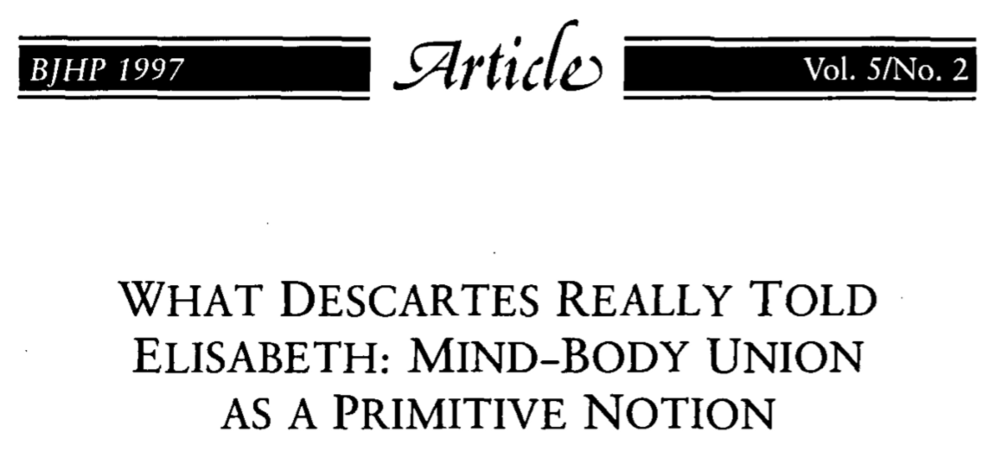 BJHP 1997 Article Vol. 5/No. 2
WHAT DESCARTES REALLY TOLD
ELISABETH: MIND–BODY UNION
AS A PRIMITIVE NOTION